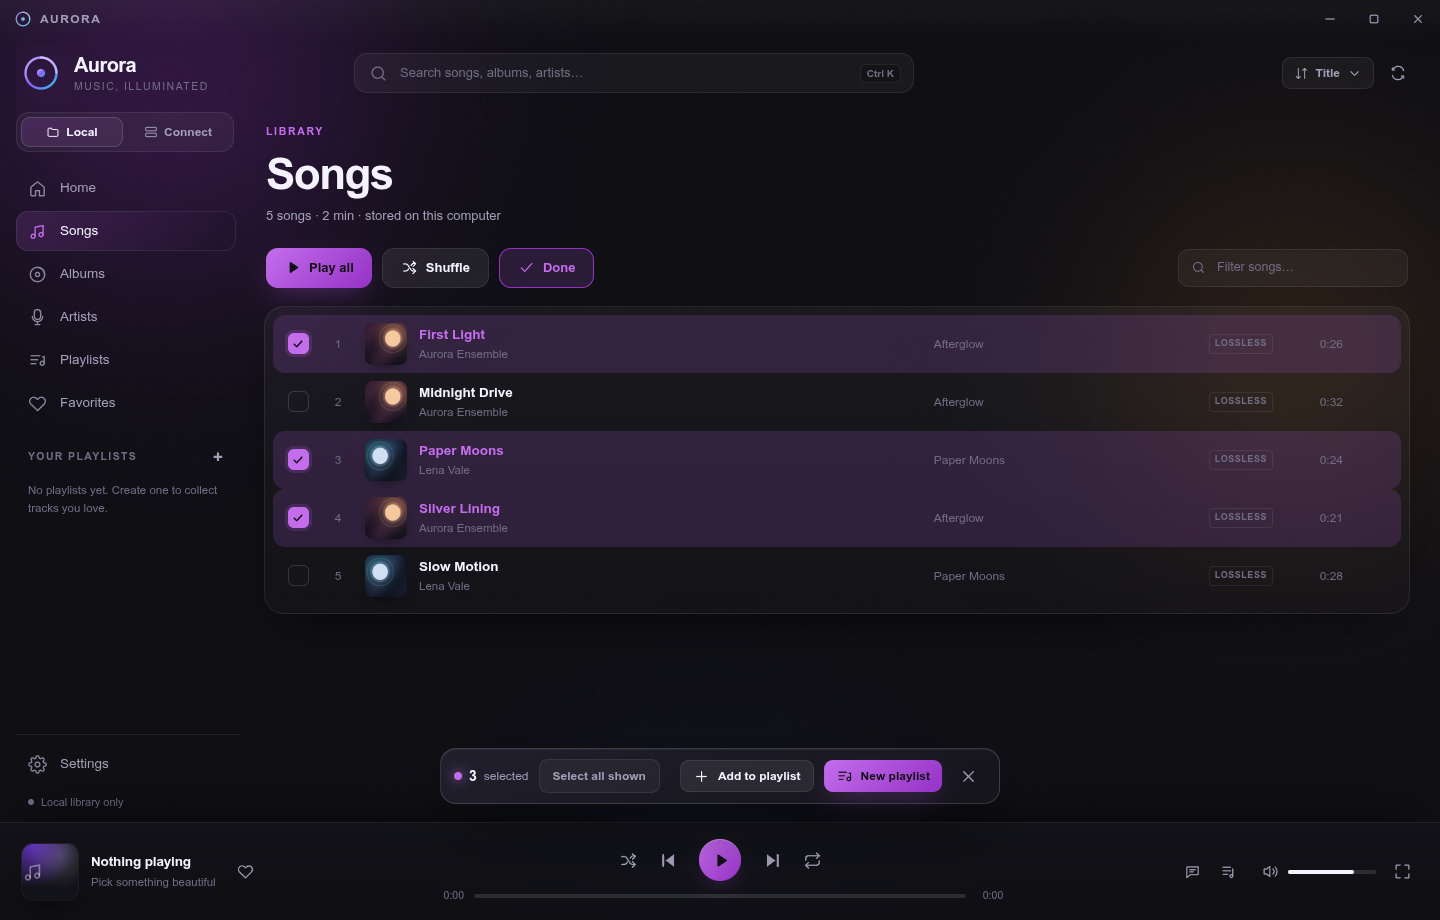 AURORA
Aurora
MUSIC, ILLUMINATED
Search songs, albums, artists…
Ctrl K
Title
Local
Connect
Home
Songs
Albums
Artists
Playlists
Favorites
YOUR PLAYLISTS
+
No playlists yet. Create one to collect
tracks you love.
Settings
Local library only
LIBRARY
Songs
5 songs · 2 min · stored on this computer
Play all
Shuffle
Done
Filter songs…
1 First Light Afterglow LOSSLESS 0:26
Aurora Ensemble
2 Midnight Drive Afterglow LOSSLESS 0:32
Aurora Ensemble
3 Paper Moons Paper Moons LOSSLESS 0:24
Lena Vale
4 Silver Lining Afterglow LOSSLESS 0:21
Aurora Ensemble
5 Slow Motion Paper Moons LOSSLESS 0:28
Lena Vale
3 selected
Select all shown
Add to playlist
New playlist
Nothing playing
Pick something beautiful
0:00
0:00